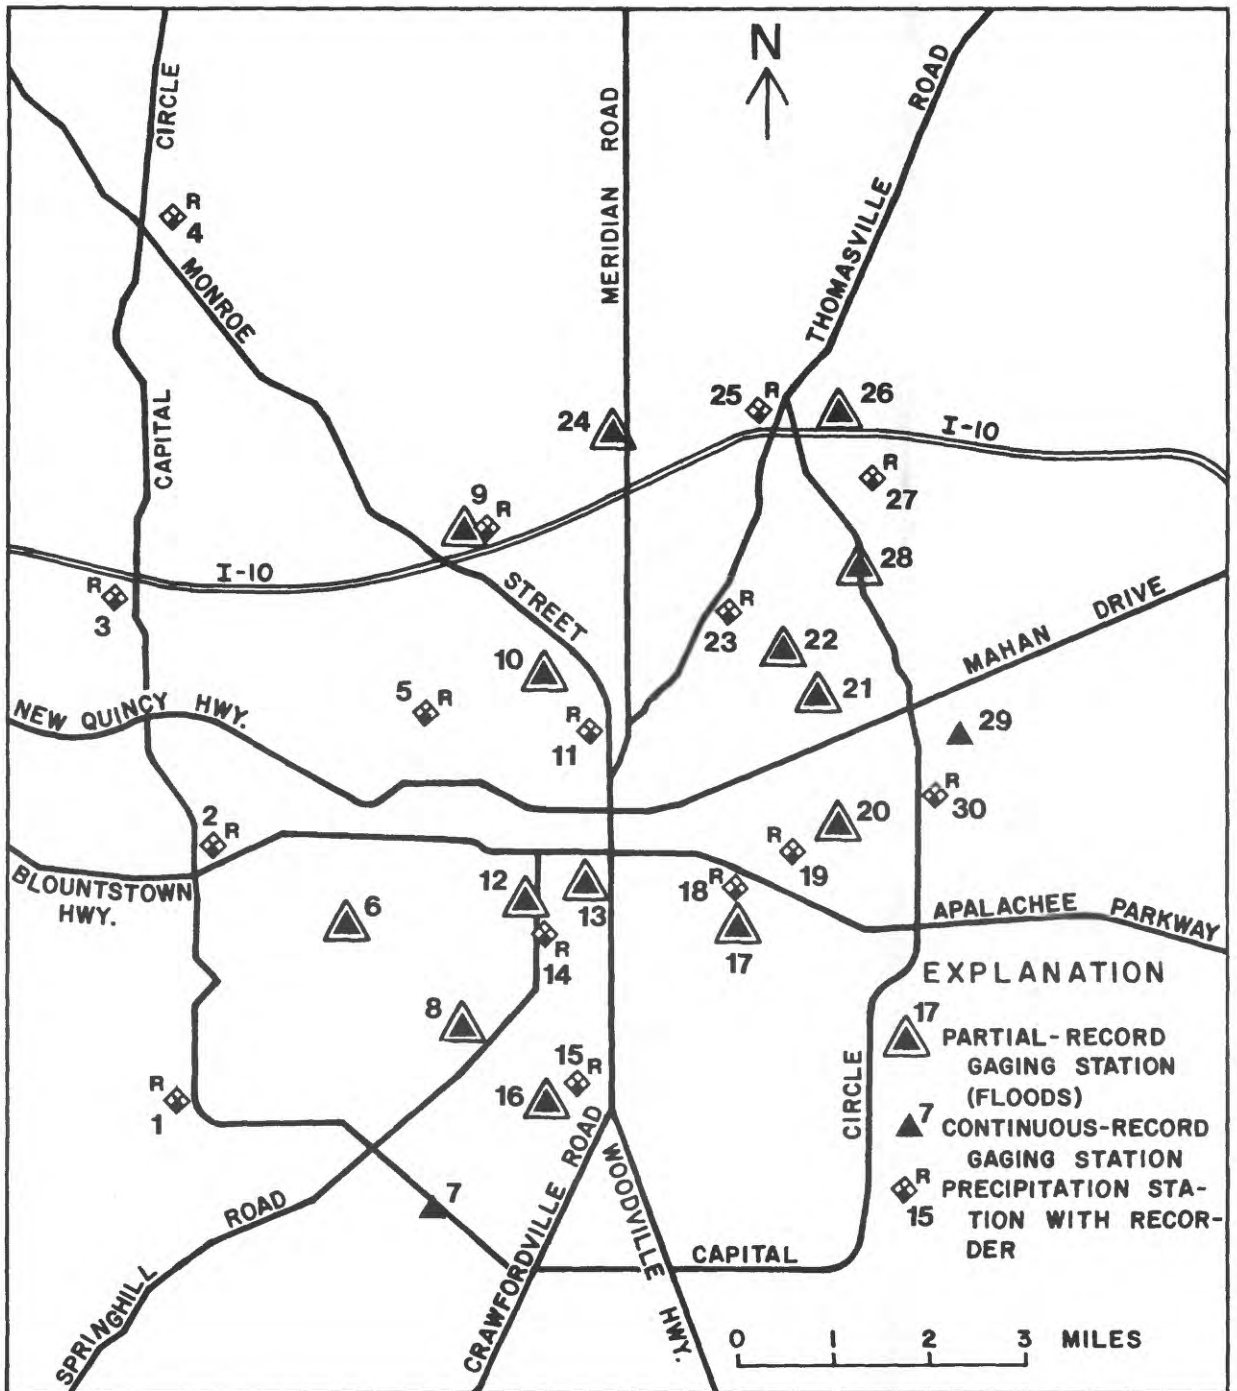 N
CIRCLE
MERIDIAN ROAD
ROAD
R
4
THOMASVILLE
MONROE
CAPITAL
25
R
26
24
I-10
9
R
R
27
I-10
STREET
28
R
3
R
23
22
MAHAN DRIVE
10
21
NEW QUINCY HWY.
5
R
R
11
29
R
30
2
R
20
R
19
BLOUNTSTOWN
HWY.
12
13
R
18
6
APALACHEE PARKWAY
R
14
17
8
15
R
16
R
1
CIRCLE
7
ROAD
SPRINGHILL
CRAWFORDVILLE ROAD
WOODVILLE HWY.
CAPITAL
EXPLANATION
17
PARTIAL-RECORD
GAGING STATION
(FLOODS)
7
CONTINUOUS-RECORD
GAGING STATION
R
15
PRECIPITATION STA-
TION WITH RECOR-
DER
0 1 2 3 MILES